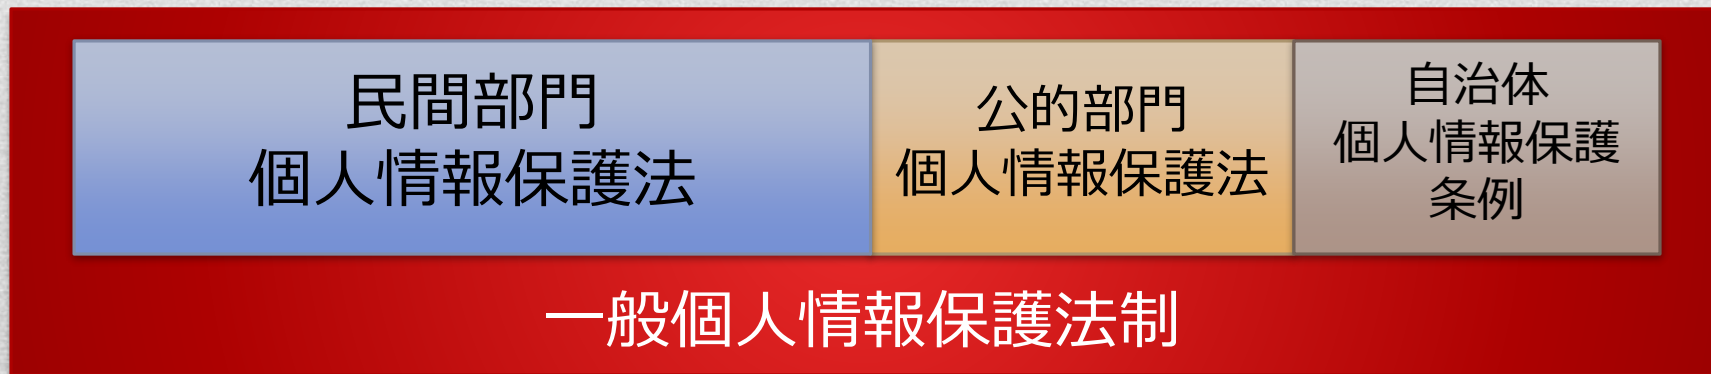 民間部門
個人情報保護法
公的部門
個人情報保護法
自治体
個人情報保護
条例
一般個人情報保護法制